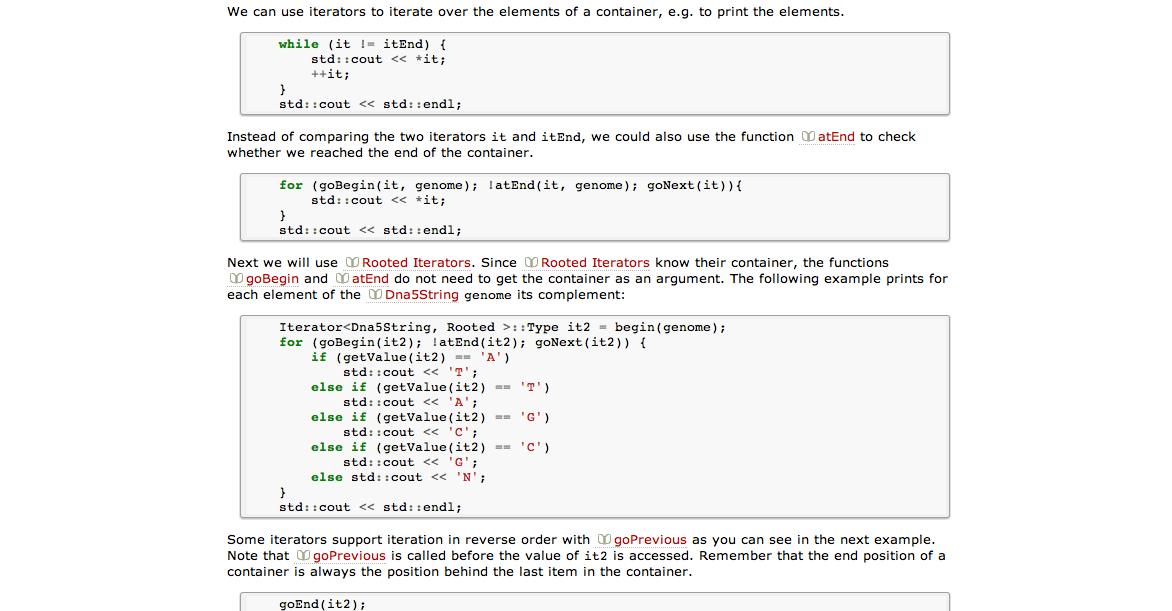 We can use iterators to iterate over the elements of a container, e.g. to print the elements.
while (it != itEnd) {
std::cout << *it;
++it;
}
std::cout << std::endl;
Instead of comparing the two iterators it and itEnd, we could also use the function atEnd to check
whether we reached the end of the container.
for (goBegin(it, genome); !atEnd(it, genome); goNext(it)){
std::cout << *it;
}
std::cout << std::endl;
Next we will use Rooted Iterators. Since Rooted Iterators know their container, the functions
goBegin and atEnd do not need to get the container as an argument. The following example prints for
each element of the Dna5String genome its complement:
Iterator<Dna5String, Rooted >::Type it2 = begin(genome);
for (goBegin(it2); !atEnd(it2); goNext(it2)) {
if (getValue(it2) == 'A')
std::cout << 'T';
else if (getValue(it2) == 'T')
std::cout << 'A';
else if (getValue(it2) == 'G')
std::cout << 'C';
else if (getValue(it2) == 'C')
std::cout << 'G';
else std::cout << 'N';
}
std::cout << std::endl;
Some iterators support iteration in reverse order with goPrevious as you can see in the next example.
Note that goPrevious is called before the value of it2 is accessed. Remember that the end position of a
container is always the position behind the last item in the container.
goEnd(it2);